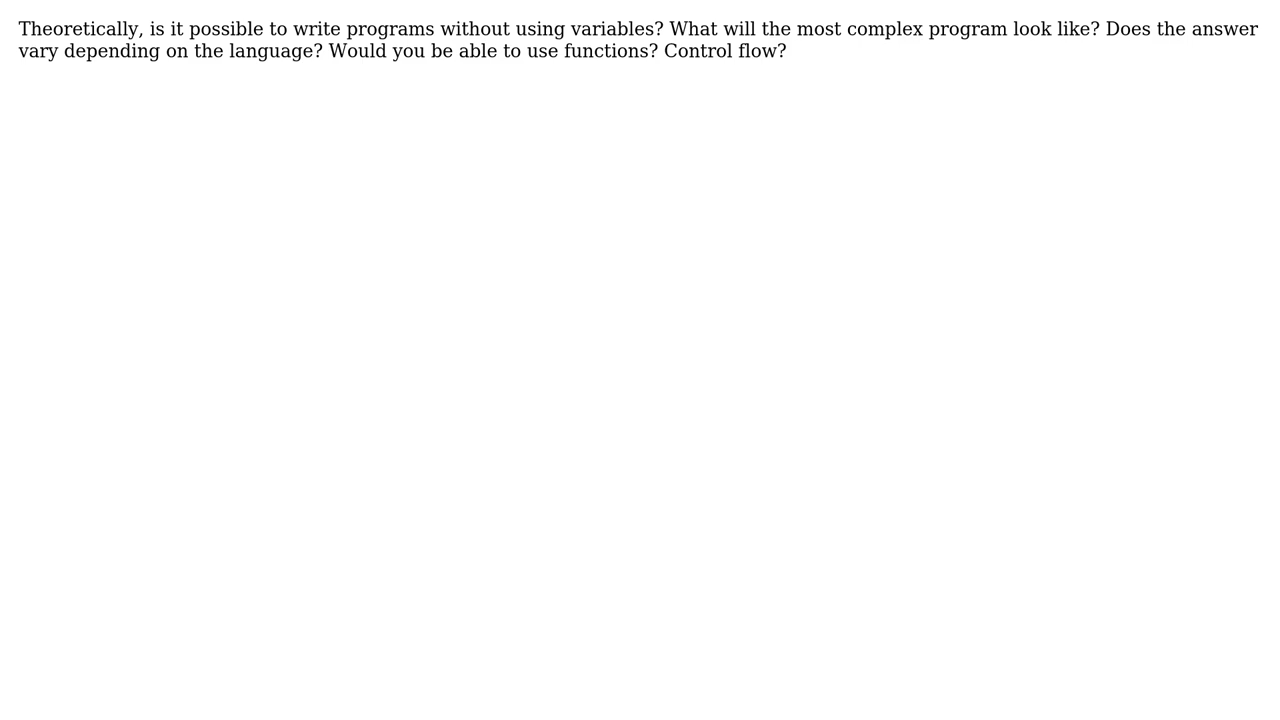 Theoretically, is it possible to write programs without using variables? What will the most complex program look like? Does the answer
vary depending on the language? Would you be able to use functions? Control flow?